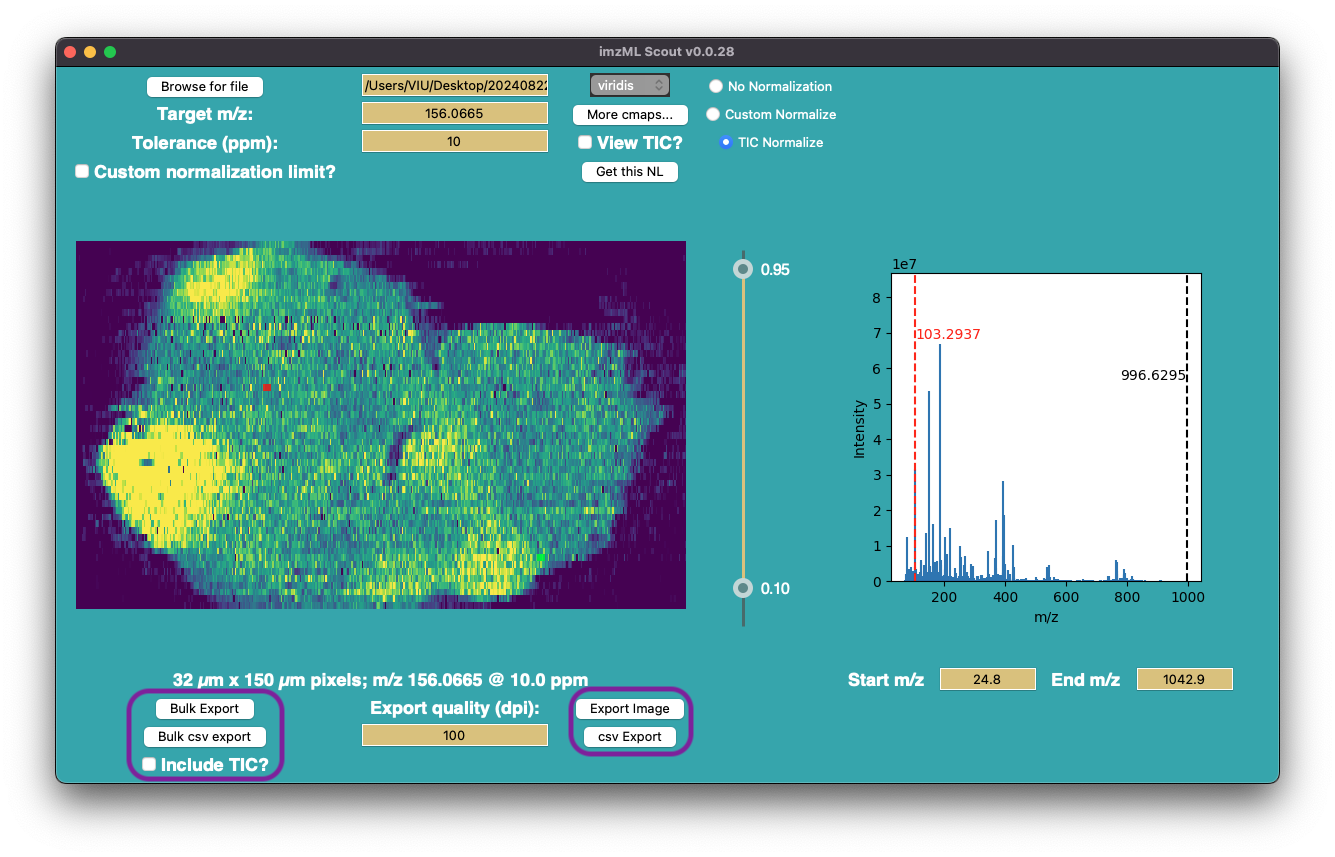 imzML Scout v0.0.28
Browse for file
/Users/VIU/Desktop/20240822
viridis
No Normalization
Target m/z:
156.0665
More cmaps...
Custom Normalize
Tolerance (ppm):
10
View TIC?
TIC Normalize
Custom normalization limit?
Get this NL
0.95
0.10
1e7
8
7
6
5
4
3
2
1
0
Intensity
103.2937
996.6295
200
400
600
800
1000
m/z
32 µm x 150 µm pixels; m/z 156.0665 @ 10.0 ppm
Start m/z
24.8
End m/z
1042.9
Bulk Export
Export quality (dpi):
Export Image
Bulk csv export
100
csv Export
Include TIC?